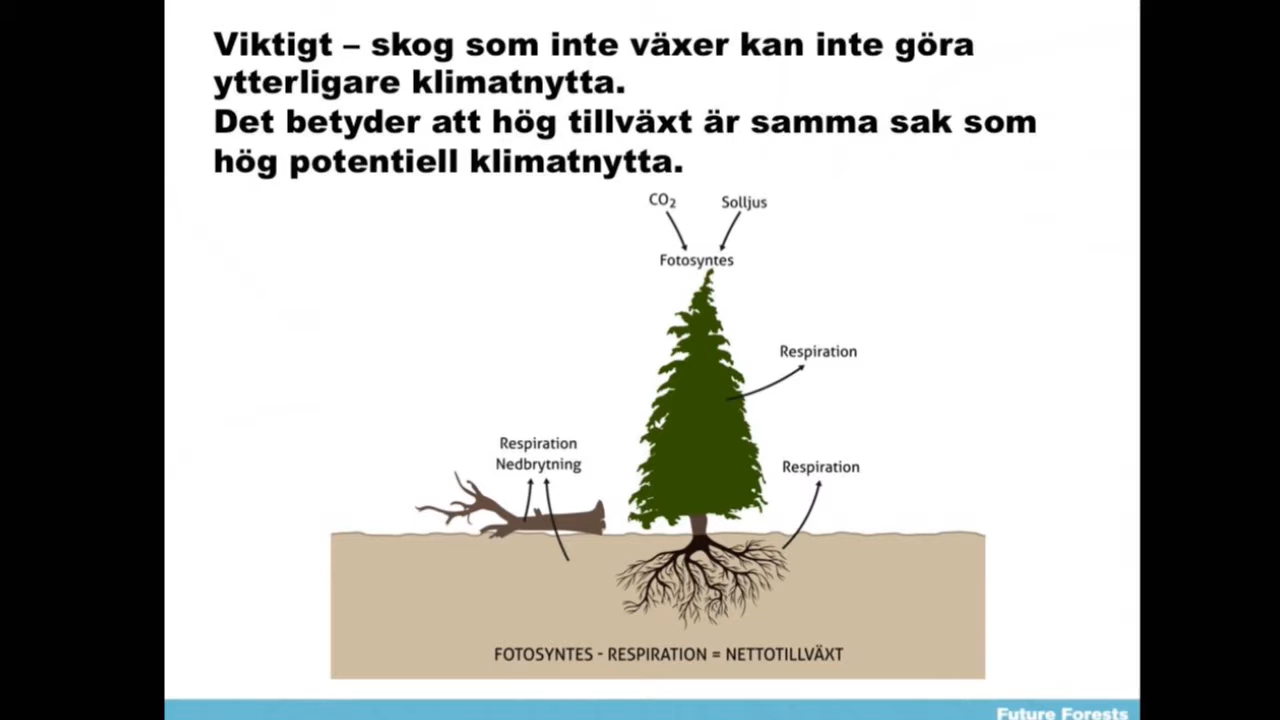 Viktigt – skog som inte växer kan inte göra
ytterligare klimatnytta.
Det betyder att hög tillväxt är samma sak som
hög potentiell klimatnytta.
CO₂
Solljus
Fotosyntes
Respiration
Respiration
Nedbrytning
Respiration
FOTOSYNTES - RESPIRATION = NETTOTILLVÄXT
Future Forests